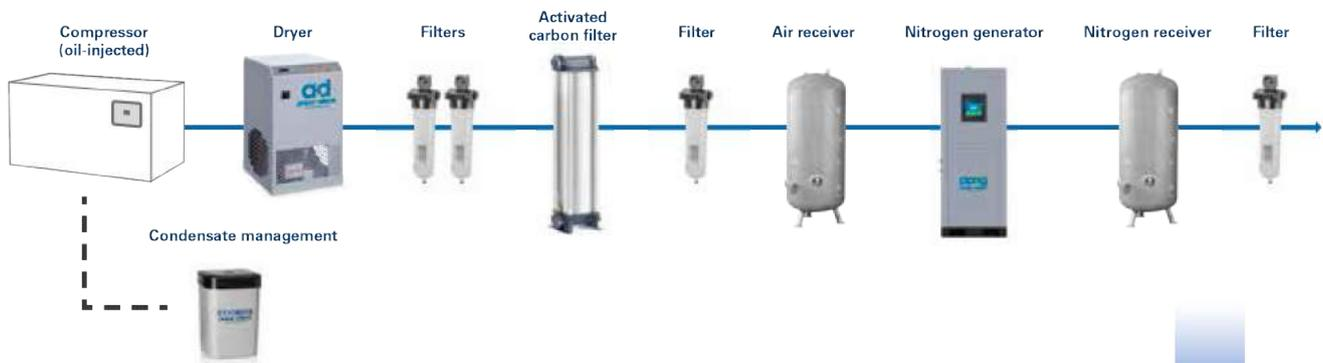 Compressor
(oil-injected)
Dryer
Filters
Activated
carbon filter
Filter
Air receiver
Nitrogen generator
Nitrogen receiver
Filter
ad
Condensate management